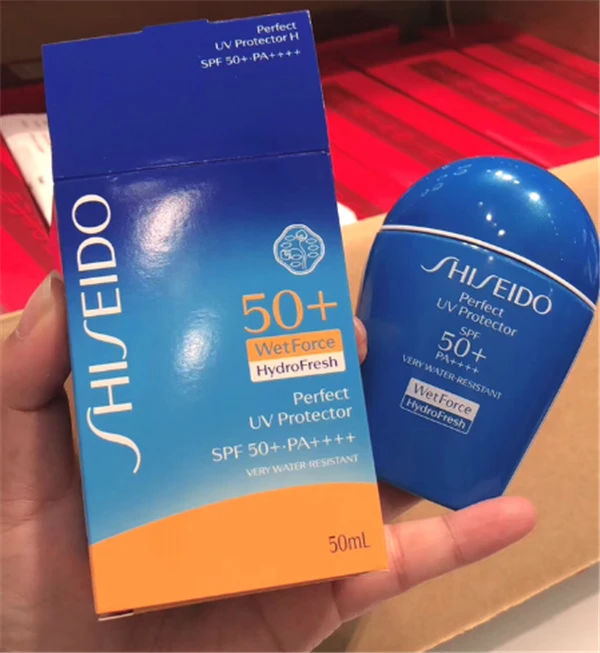 Perfect
UV Protector H
SPF 50+·PA++++
SHISEIDO
50+
WetForce
HydroFresh
Perfect
UV Protector
SPF 50+·PA++++
VERY WATER-RESISTANT
50mL
SHISEIDO
Perfect
UV Protector
SPF
50+
PA++++
VERY WATER-RESISTANT
WetForce
HydroFresh